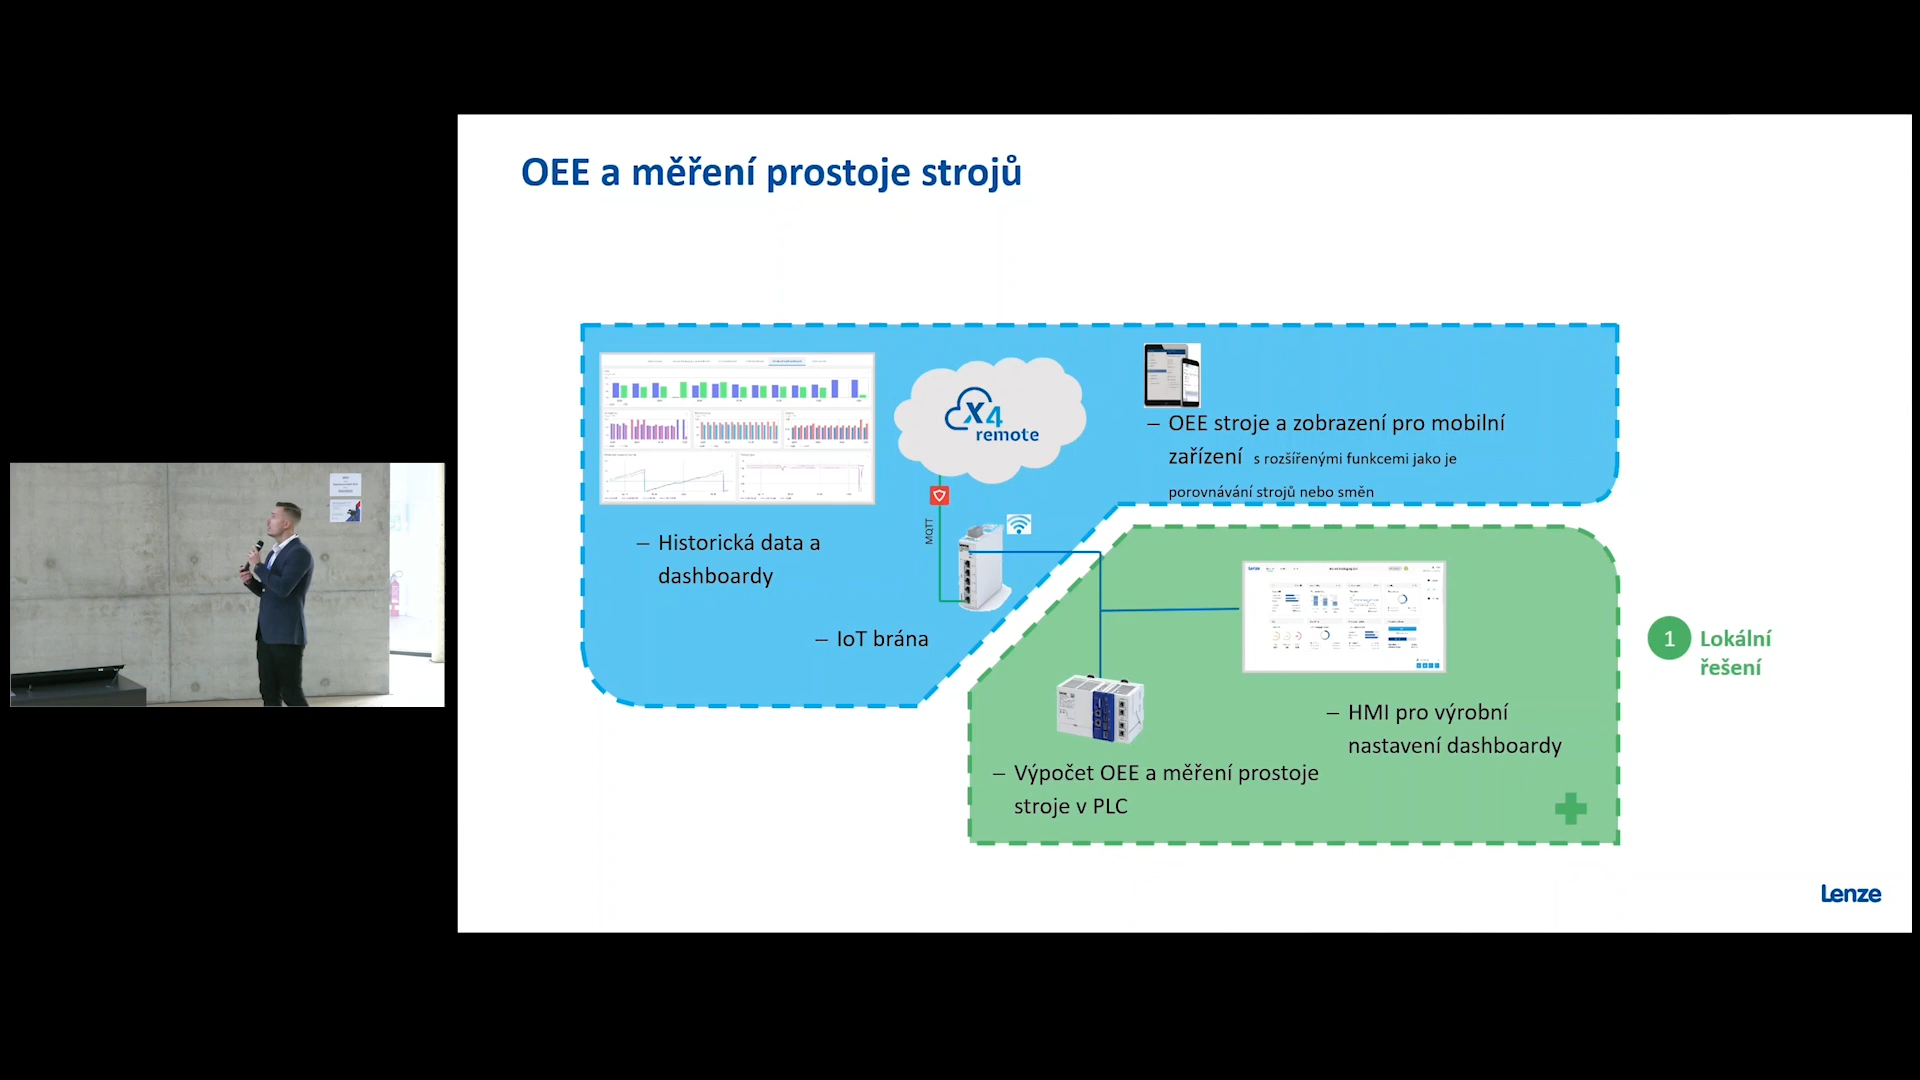 OEE a měření prostoje strojů
X4
remote
MQTT
– OEE stroje a zobrazení pro mobilní
zařízení s rozšířenými funkcemi jako je
porovnávání strojů nebo směn
– Historická data a
dashboardy
– IoT brána
1 Lokální
řešení
– HMI pro výrobní
nastavení dashboardy
– Výpočet OEE a měření prostoje
stroje v PLC
Lenze